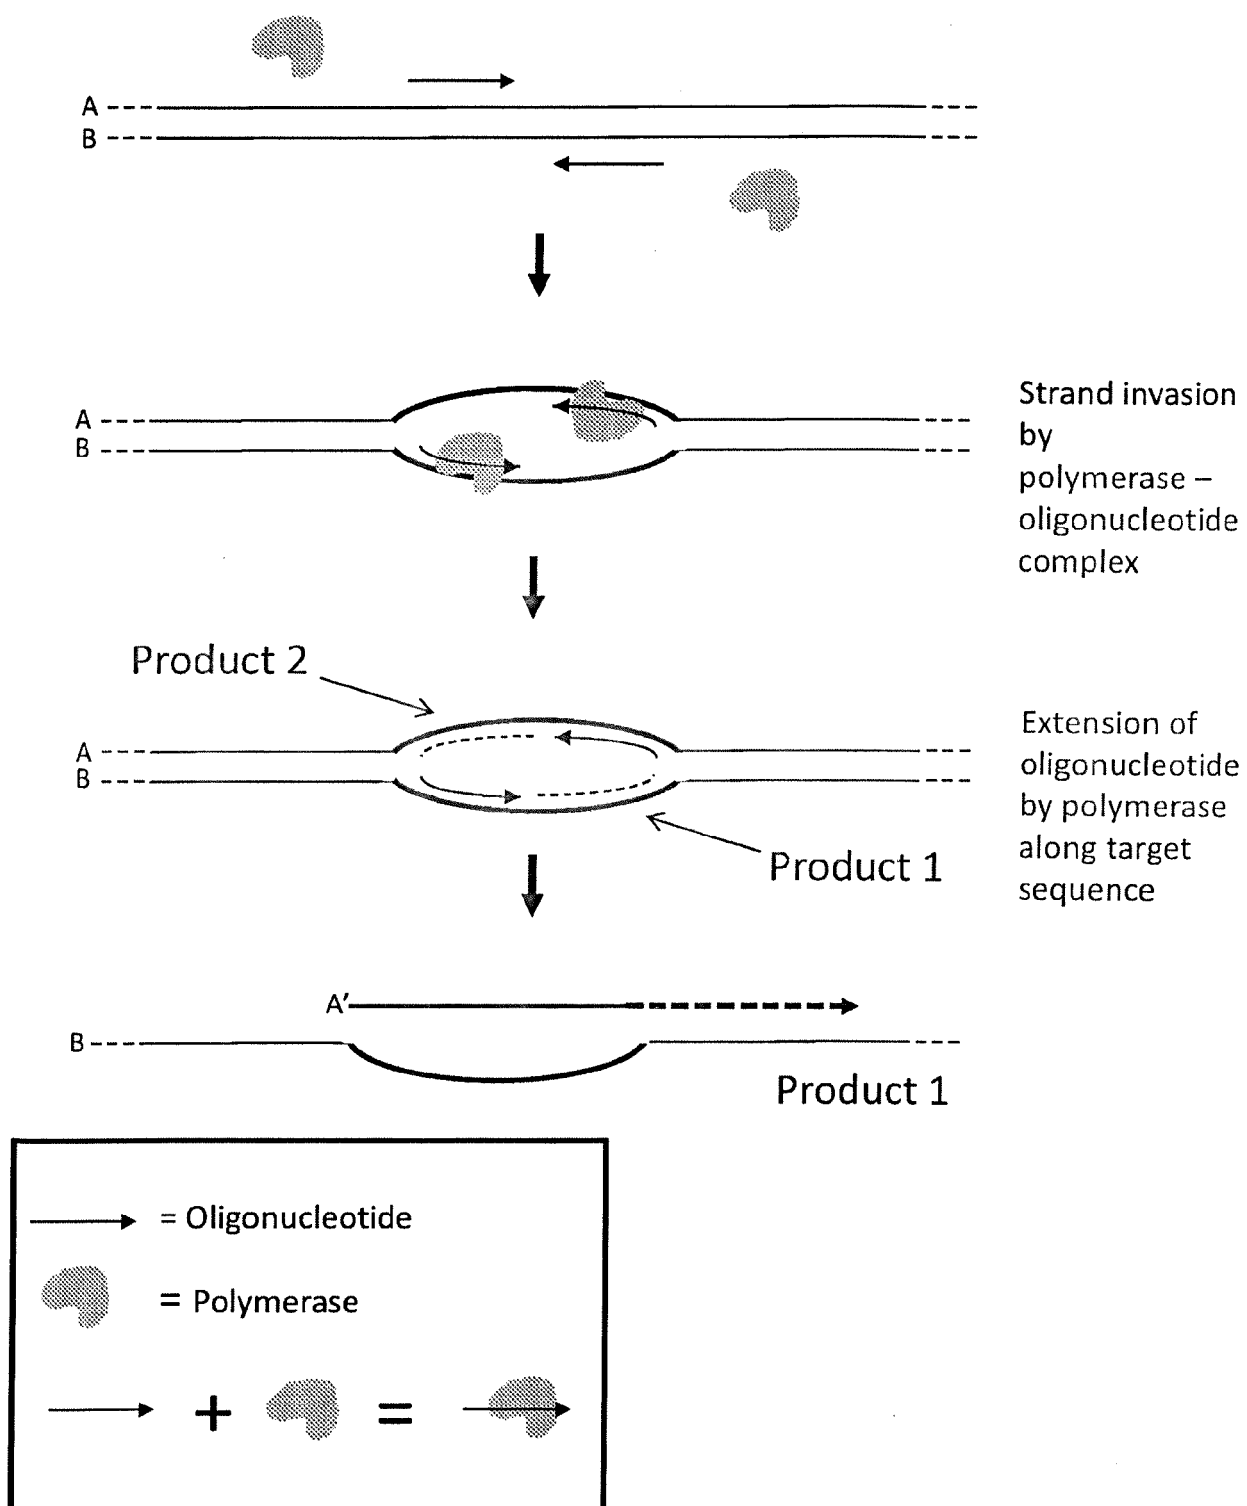 A
B
A
B
Strand invasion
by
polymerase –
oligonucleotide
complex
Product 2
A
B
Extension of
oligonucleotide
by polymerase
along target
sequence
Product 1
A'
B
Product 1
= Oligonucleotide
= Polymerase
+ =